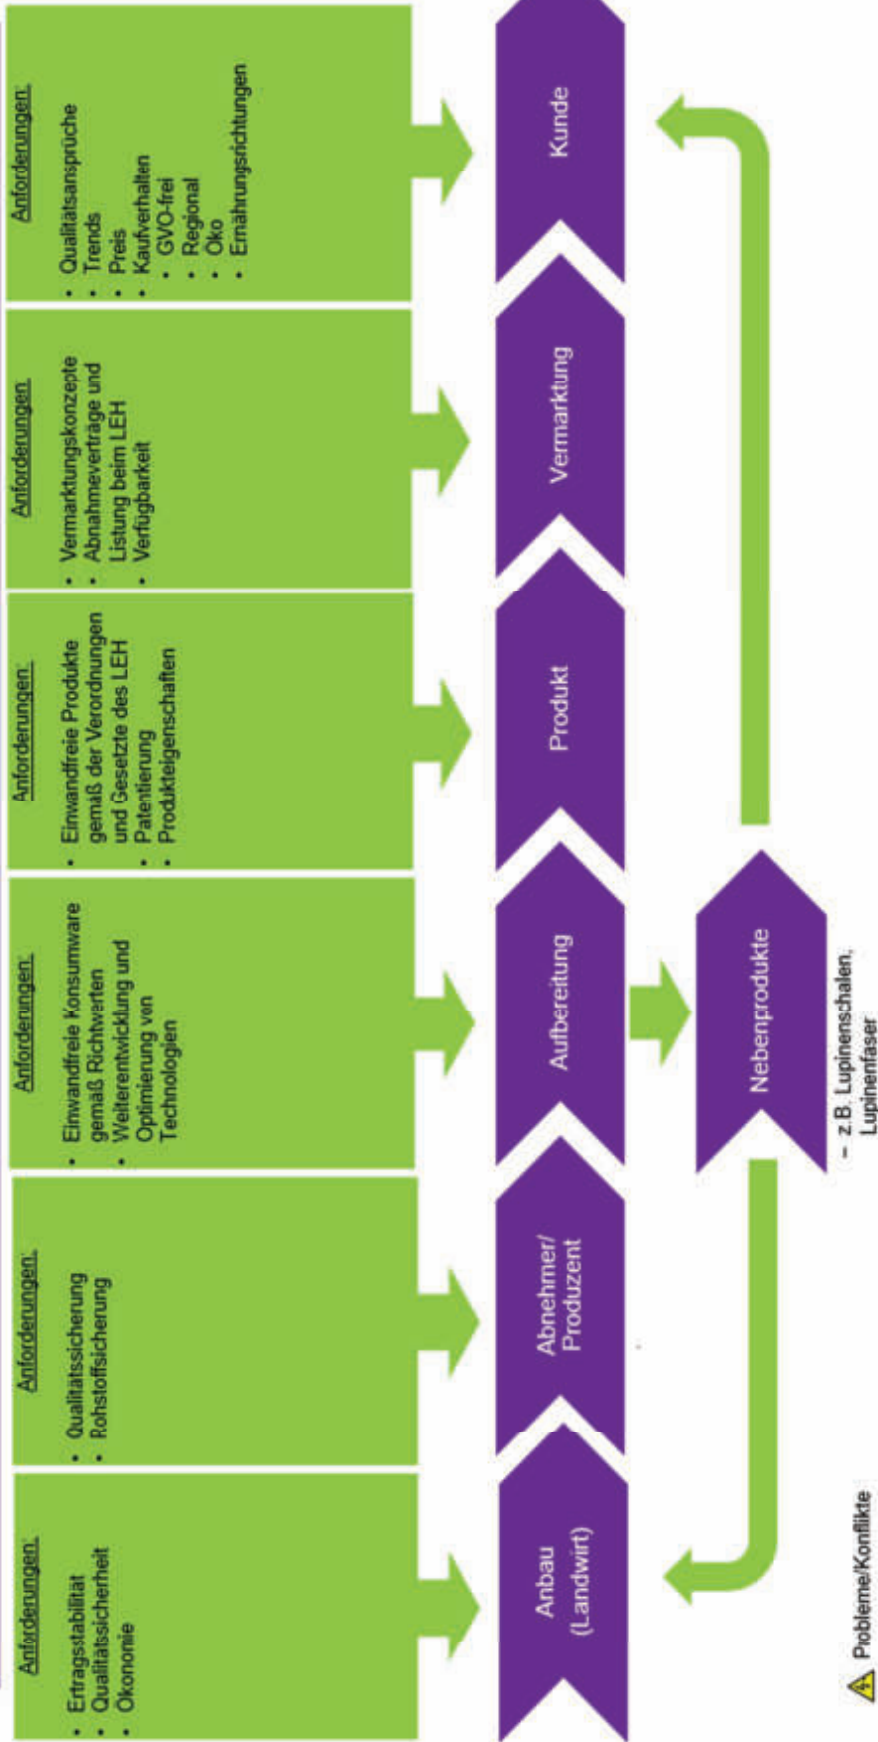 Anforderungen:
• Ertragsstabilität
• Qualitätssicherheit
• Ökonomie
Anforderungen:
• Qualitätssicherung
• Rohstoffsicherung
Anforderungen:
• Einwandfreie Konsumware
gemäß Richtwerten
• Weiterentwicklung und
Optimierung von
Technologien
Anforderungen:
• Einwandfreie Produkte
gemäß der Verordnungen
und Gesetzte des LEH
• Patentierung
• Produkteigenschaften
Anforderungen
• Vermarktungskonzepte
• Abnahmeverträge und
Listung beim LEH
• Verfügbarkeit
Anforderungen:
• Qualitätsansprüche
• Trends
• Preis
• Kaufverhalten
• GVO-frei
• Regional
• Öko
• Ernährungsrichtungen
Anbau
(Landwirt)
Abnehmer/
Produzent
Aufbereitung
Produkt
Vermarktung
Kunde
Nebenprodukte
– z.B. Lupinenschalen,
Lupinenfaser
Probleme/Konflikte